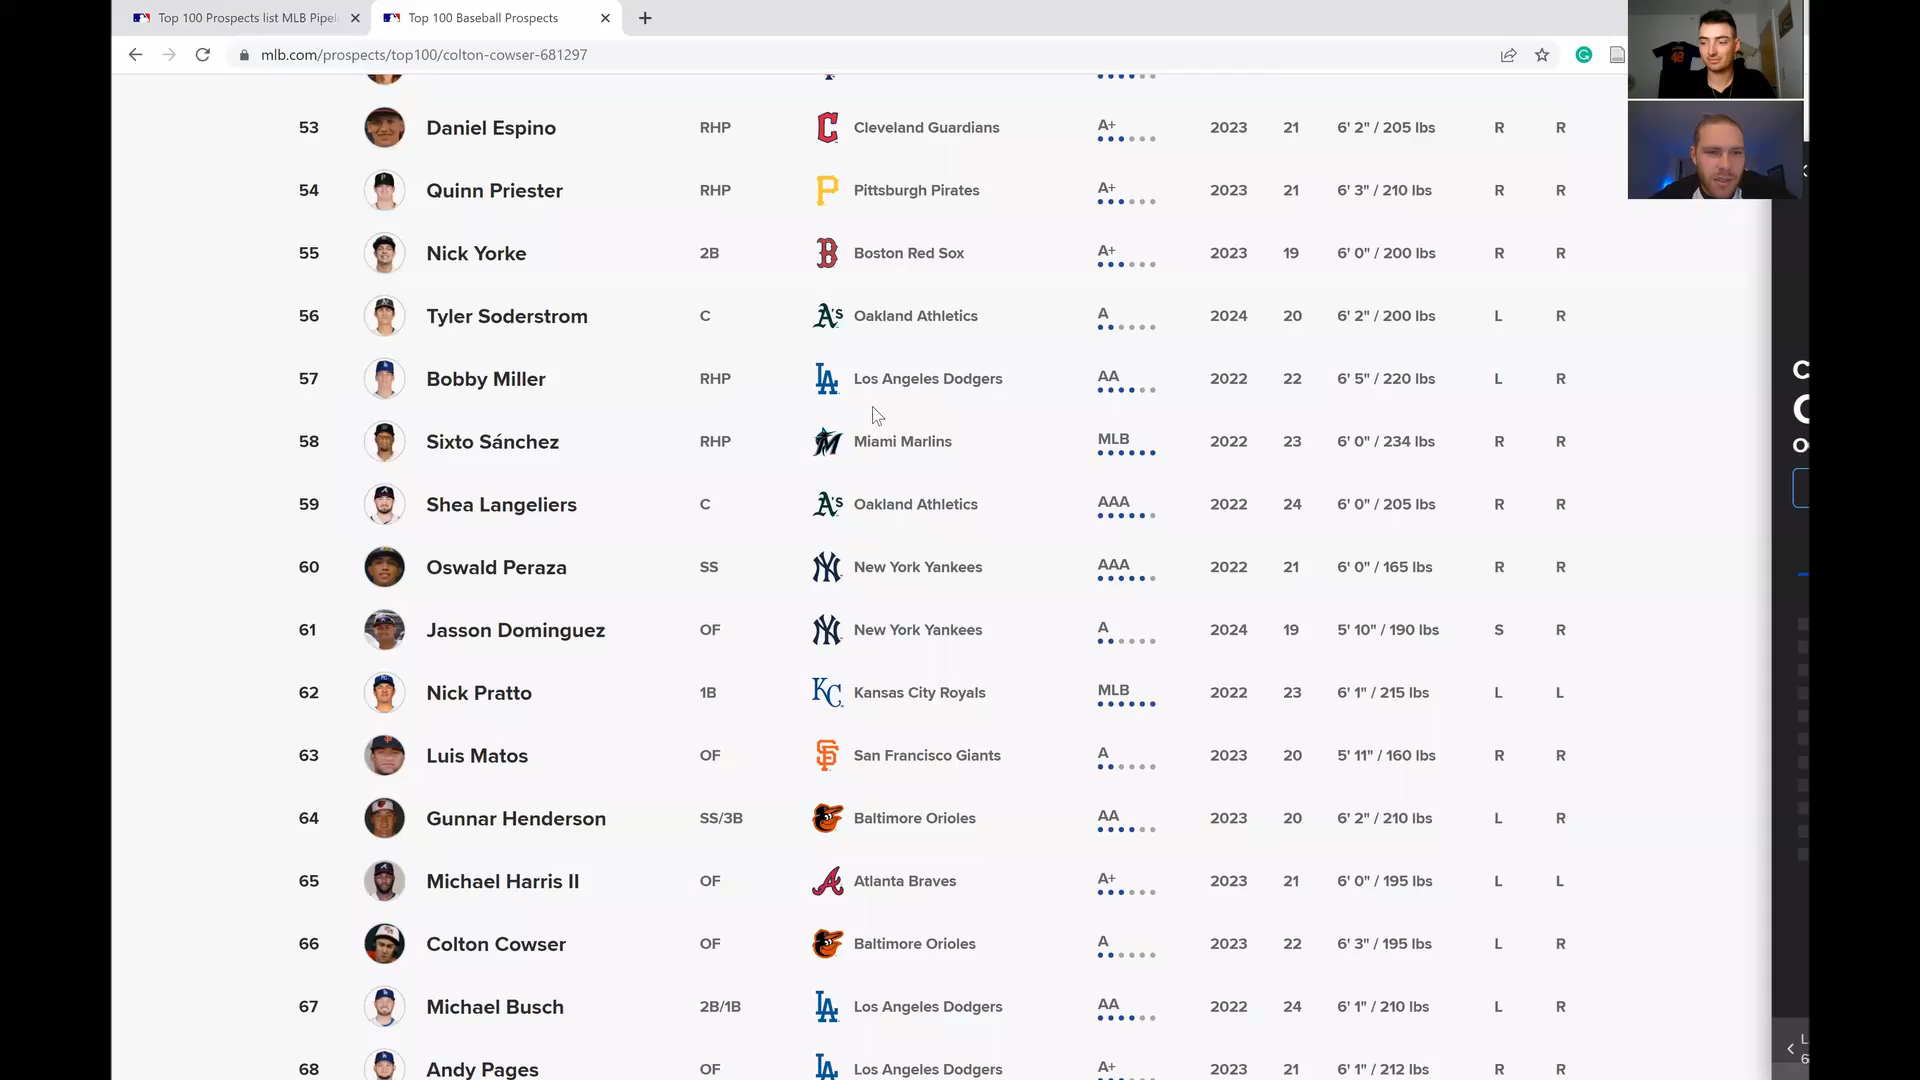 Top 100 Prospects list MLB Pipel
Top 100 Baseball Prospects
mlb.com/prospects/top100/colton-cowser-681297
53 Daniel Espino RHP Cleveland Guardians A+ 2023 21 6' 2" / 205 lbs R R
54 Quinn Priester RHP Pittsburgh Pirates A+ 2023 21 6' 3" / 210 lbs R R
55 Nick Yorke 2B Boston Red Sox A+ 2023 19 6' 0" / 200 lbs R R
56 Tyler Soderstrom C Oakland Athletics A 2024 20 6' 2" / 200 lbs L R
57 Bobby Miller RHP Los Angeles Dodgers AA 2022 22 6' 5" / 220 lbs L R
58 Sixto Sánchez RHP Miami Marlins MLB 2022 23 6' 0" / 234 lbs R R
59 Shea Langeliers C Oakland Athletics AAA 2022 24 6' 0" / 205 lbs R R
60 Oswald Peraza SS New York Yankees AAA 2022 21 6' 0" / 165 lbs R R
61 Jasson Dominguez OF New York Yankees A 2024 19 5' 10" / 190 lbs S R
62 Nick Pratto 1B Kansas City Royals MLB 2022 23 6' 1" / 215 lbs L L
63 Luis Matos OF San Francisco Giants A 2023 20 5' 11" / 160 lbs R R
64 Gunnar Henderson SS/3B Baltimore Orioles AA 2023 20 6' 2" / 210 lbs L R
65 Michael Harris II OF Atlanta Braves A+ 2023 21 6' 0" / 195 lbs L L
66 Colton Cowser OF Baltimore Orioles A 2023 22 6' 3" / 195 lbs L R
67 Michael Busch 2B/1B Los Angeles Dodgers AA 2022 24 6' 1" / 210 lbs L R
68 Andy Pages OF Los Angeles Dodgers A+ 2023 21 6' 1" / 212 lbs R R